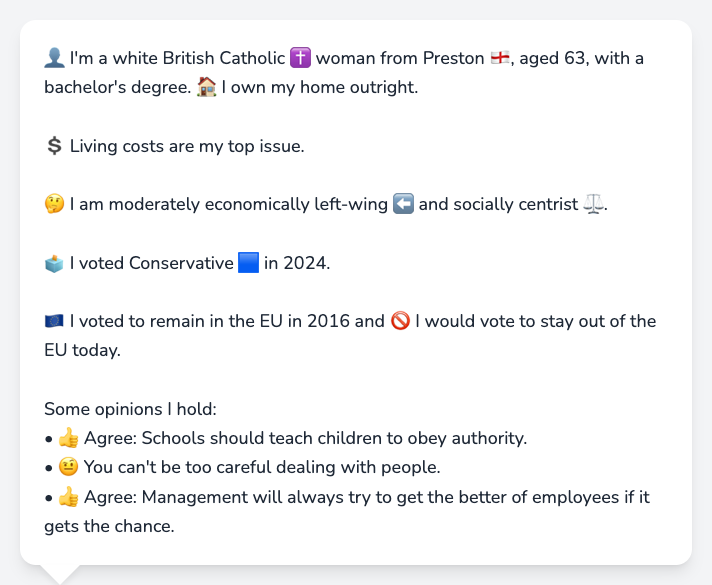 👤 I'm a white British Catholic ✝️ woman from Preston 🏴󠁧󠁢󠁥󠁮󠁧󠁿, aged 63, with a
bachelor's degree. 🏠 I own my home outright.
💲 Living costs are my top issue.
🤔 I am moderately economically left-wing ⬅️ and socially centrist ⚖️.
🗳️ I voted Conservative 🟦 in 2024.
🇪🇺 I voted to remain in the EU in 2016 and 🚫 I would vote to stay out of the
EU today.
Some opinions I hold:
• 👍 Agree: Schools should teach children to obey authority.
• 🤨 You can't be too careful dealing with people.
• 👍 Agree: Management will always try to get the better of employees if it
gets the chance.